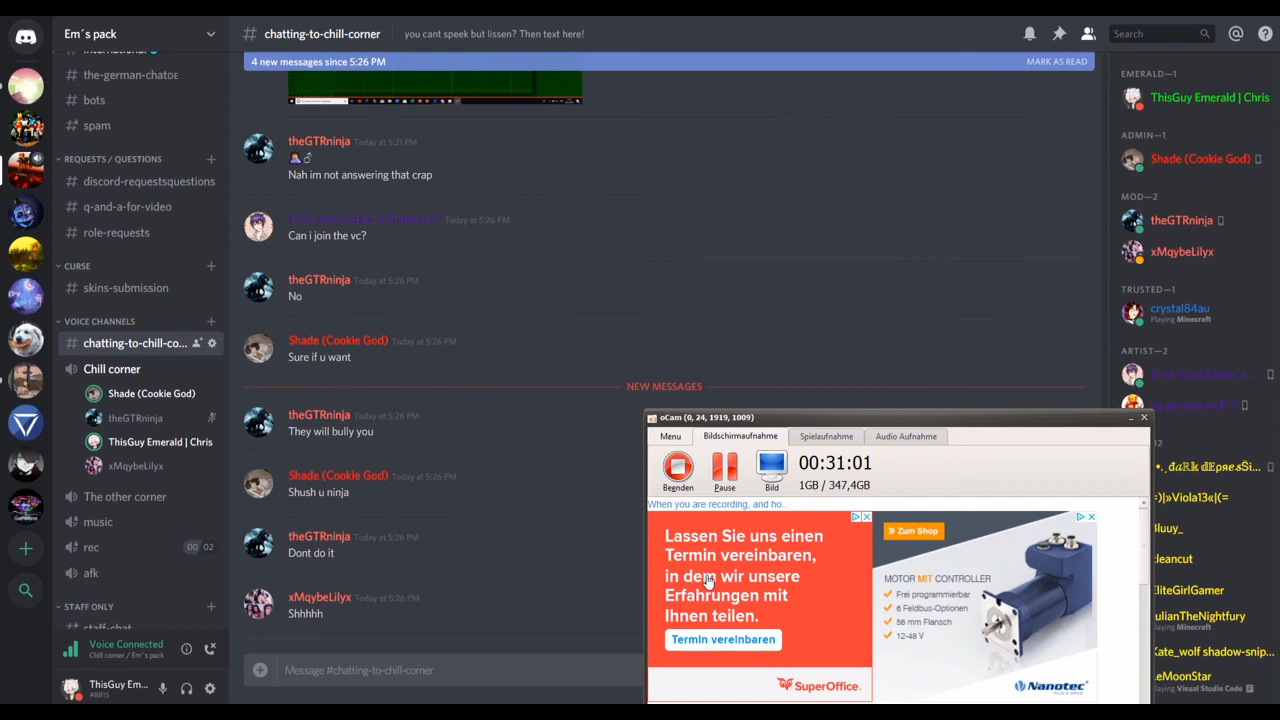 Em´s pack
the-german-chatDE
bots
spam
REQUESTS / QUESTIONS
discord-requestsquestions
q-and-a-for-video
role-requests
CURSE
skins-submission
VOICE CHANNELS
chatting-to-chill-co...
Chill corner
Shade (Cookie God)
theGTRninja
ThisGuy Emerald | Chris
xMqybeLilyx
The other corner
music
rec
00 02
afk
STAFF ONLY
staff-chat
Voice Connected
Chill corner / Em´s pack
ThisGuy Em...
#8815
chatting-to-chill-corner
you cant speek but lissen? Then text here!
Search
4 new messages since 5:26 PM
MARK AS READ
theGTRninja Today at 5:21 PM
Nah im not answering that crap
Today at 5:26 PM
Can i join the vc?
theGTRninja Today at 5:26 PM
No
Shade (Cookie God) Today at 5:26 PM
Sure if u want
NEW MESSAGES
theGTRninja Today at 5:26 PM
They will bully you
Shade (Cookie God) Today at 5:26 PM
Shush u ninja
theGTRninja Today at 5:26 PM
Dont do it
xMqybeLilyx Today at 5:26 PM
Shhhhh
Message #chatting-to-chill-corner
oCam (0, 24, 1919, 1009)
Menu
Bildschirmaufnahme
Spielaufnahme
Audio Aufnahme
Beenden
Pause
Bild
00:31:01
1GB / 347,4GB
When you are recording, and ho..
Lassen Sie uns einen
Termin vereinbaren,
in dem wir unsere
Erfahrungen mit
Ihnen teilen.
Termin vereinbaren
SuperOffice.
» Zum Shop
MOTOR MIT CONTROLLER
Frei programmierbar
6 Feldbus-Optionen
56 mm Flansch
12-48 V
Nanotec
EMERALD—1
ThisGuy Emerald | Chris
ADMIN—1
Shade (Cookie God)
MOD—2
theGTRninja
xMqybeLilyx
TRUSTED—1
crystal84au
Playing Minecraft
ARTIST—2
12
=)|»Viola13«|(=
Bluuy_
cleancut
EliteGirlGamer
JulianTheNightfury
Playing Minecraft
Kate_wolf shadow-snip...
LeMoonStar
Playing Visual Studio Code